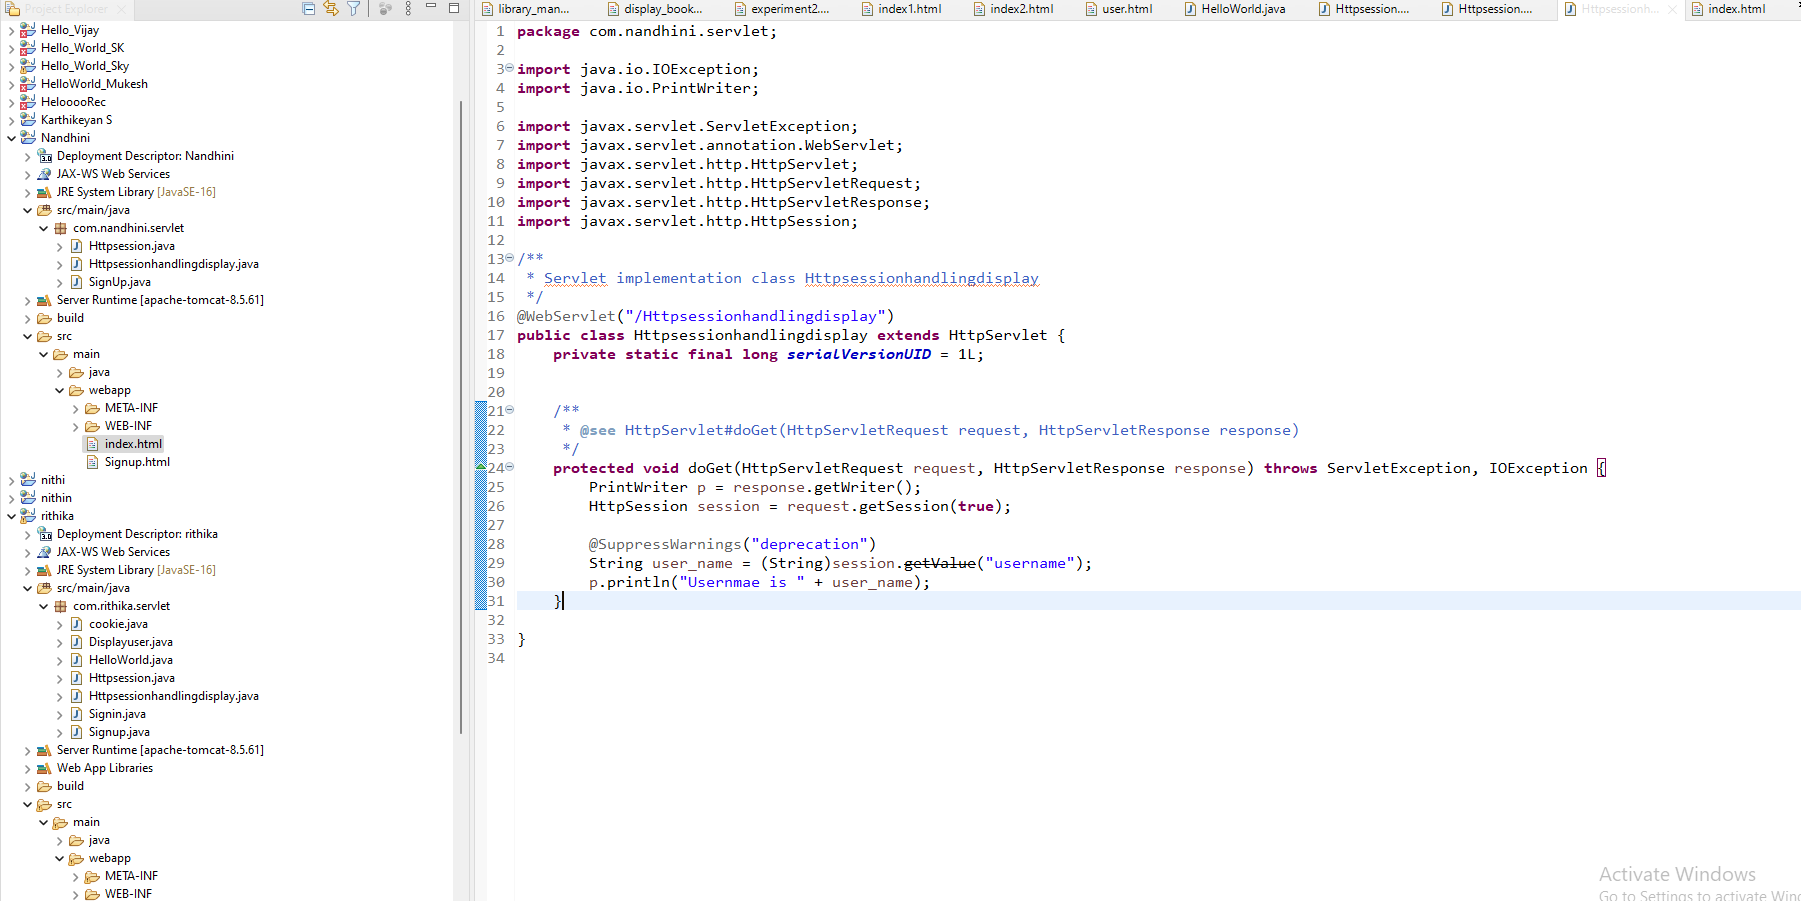 Project Explorer
Hello_Vijay
Hello_World_SK
Hello_World_Sky
HelloWorld_Mukesh
HelooooRec
Karthikeyan S
Nandhini
Deployment Descriptor: Nandhini
JAX-WS Web Services
JRE System Library [JavaSE-16]
src/main/java
com.nandhini.servlet
Httpsession.java
Httpsessionhandlingdisplay.java
SignUp.java
Server Runtime [apache-tomcat-8.5.61]
build
src
main
java
webapp
META-INF
WEB-INF
index.html
Signup.html
nithi
nithin
rithika
Deployment Descriptor: rithika
JAX-WS Web Services
JRE System Library [JavaSE-16]
src/main/java
com.rithika.servlet
cookie.java
Displayuser.java
HelloWorld.java
Httpsession.java
Httpsessionhandlingdisplay.java
Signin.java
Signup.java
Server Runtime [apache-tomcat-8.5.61]
Web App Libraries
build
src
main
java
webapp
META-INF
WEB-INF
library_man... display_book... experiment2.... index1.html index2.html user.html HelloWorld.java Httpsession.... Httpsession.... Httpsessionh... index.html
1 package com.nandhini.servlet;
2
3 import java.io.IOException;
4 import java.io.PrintWriter;
5
6 import javax.servlet.ServletException;
7 import javax.servlet.annotation.WebServlet;
8 import javax.servlet.http.HttpServlet;
9 import javax.servlet.http.HttpServletRequest;
10 import javax.servlet.http.HttpServletResponse;
11 import javax.servlet.http.HttpSession;
12
13 /**
14 * Servlet implementation class Httpsessionhandlingdisplay
15 */
16 @WebServlet("/Httpsessionhandlingdisplay")
17 public class Httpsessionhandlingdisplay extends HttpServlet {
18 private static final long serialVersionUID = 1L;
19
20
21 /**
22 * @see HttpServlet#doGet(HttpServletRequest request, HttpServletResponse response)
23 */
24 protected void doGet(HttpServletRequest request, HttpServletResponse response) throws ServletException, IOException {
25 PrintWriter p = response.getWriter();
26 HttpSession session = request.getSession(true);
27
28 @SuppressWarnings("deprecation")
29 String user_name = (String)session.getValue("username");
30 p.println("Usernmae is " + user_name);
31 }
32
33 }
34
Activate Windows
Go to Settings to activate Win